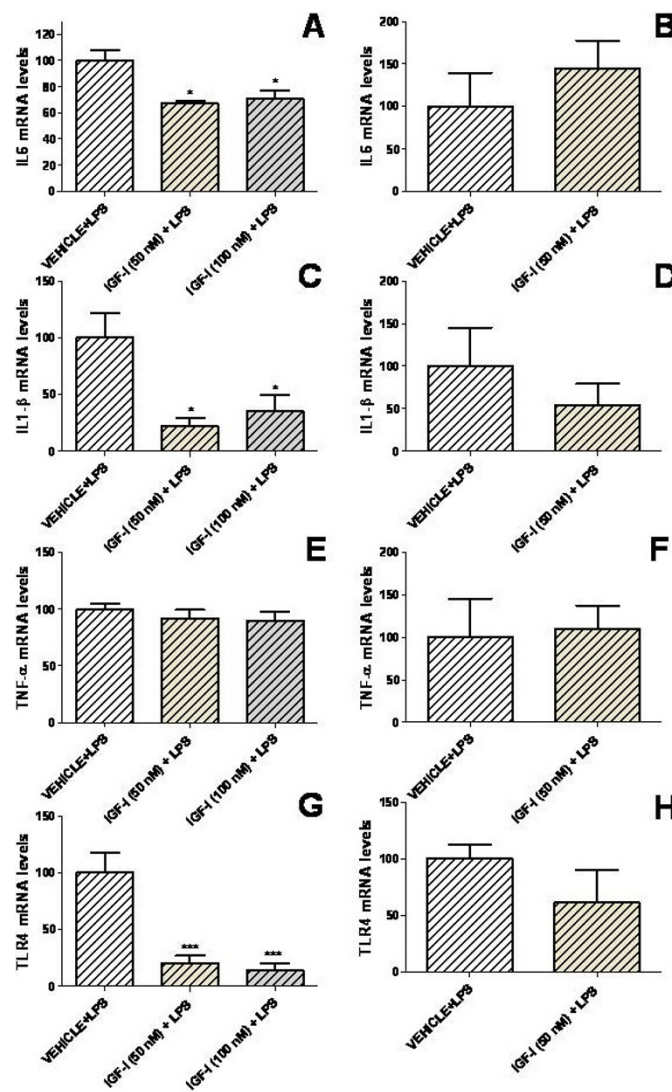 A
IL6 mRNA levels
120
100
80
60
40
20
0
*
*
VEHICLE+LPS
IGF-I (50 nM) + LPS
IGF-I (100 nM) + LPS
B
IL6 mRNA levels
200
150
100
50
0
VEHICLE+LPS
IGF-I (50 nM) + LPS
C
IL1-β mRNA levels
150
100
50
0
*
*
VEHICLE+LPS
IGF-I (50 nM) + LPS
IGF-I (100 nM) + LPS
D
IL1-β mRNA levels
200
150
100
50
0
VEHICLE+LPS
IGF-I (50 nM) + LPS
E
TNF-α mRNA levels
150
100
50
0
VEHICLE+LPS
IGF-I (50 nM) + LPS
IGF-I (100 nM) + LPS
F
TNF-α mRNA levels
200
150
100
50
0
VEHICLE+LPS
IGF-I (50 nM) + LPS
G
TLR4 mRNA levels
150
100
50
0
***
***
VEHICLE+LPS
IGF-I (50 nM) + LPS
IGF-I (100 nM) + LPS
H
TLR4 mRNA levels
150
100
50
0
VEHICLE+LPS
IGF-I (50 nM) + LPS